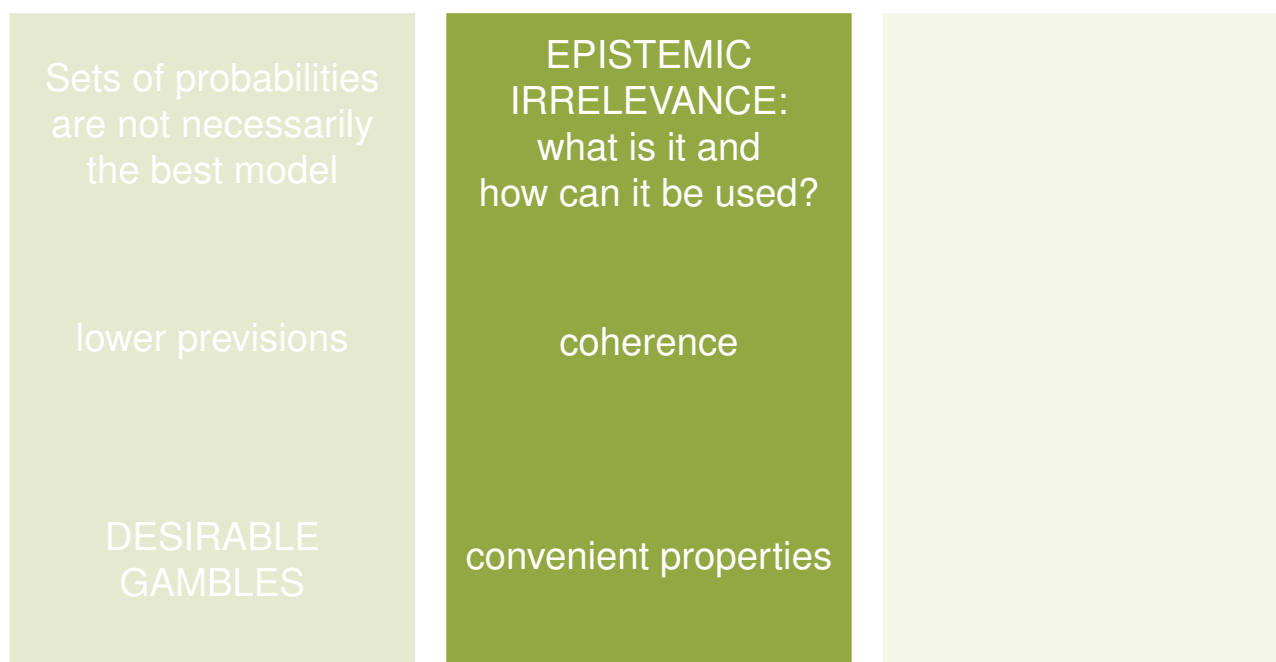 Sets of probabilities
are not necessarily
the best model
lower previsions
DESIRABLE
GAMBLES
EPISTEMIC
IRRELEVANCE:
what is it and
how can it be used?
coherence
convenient properties